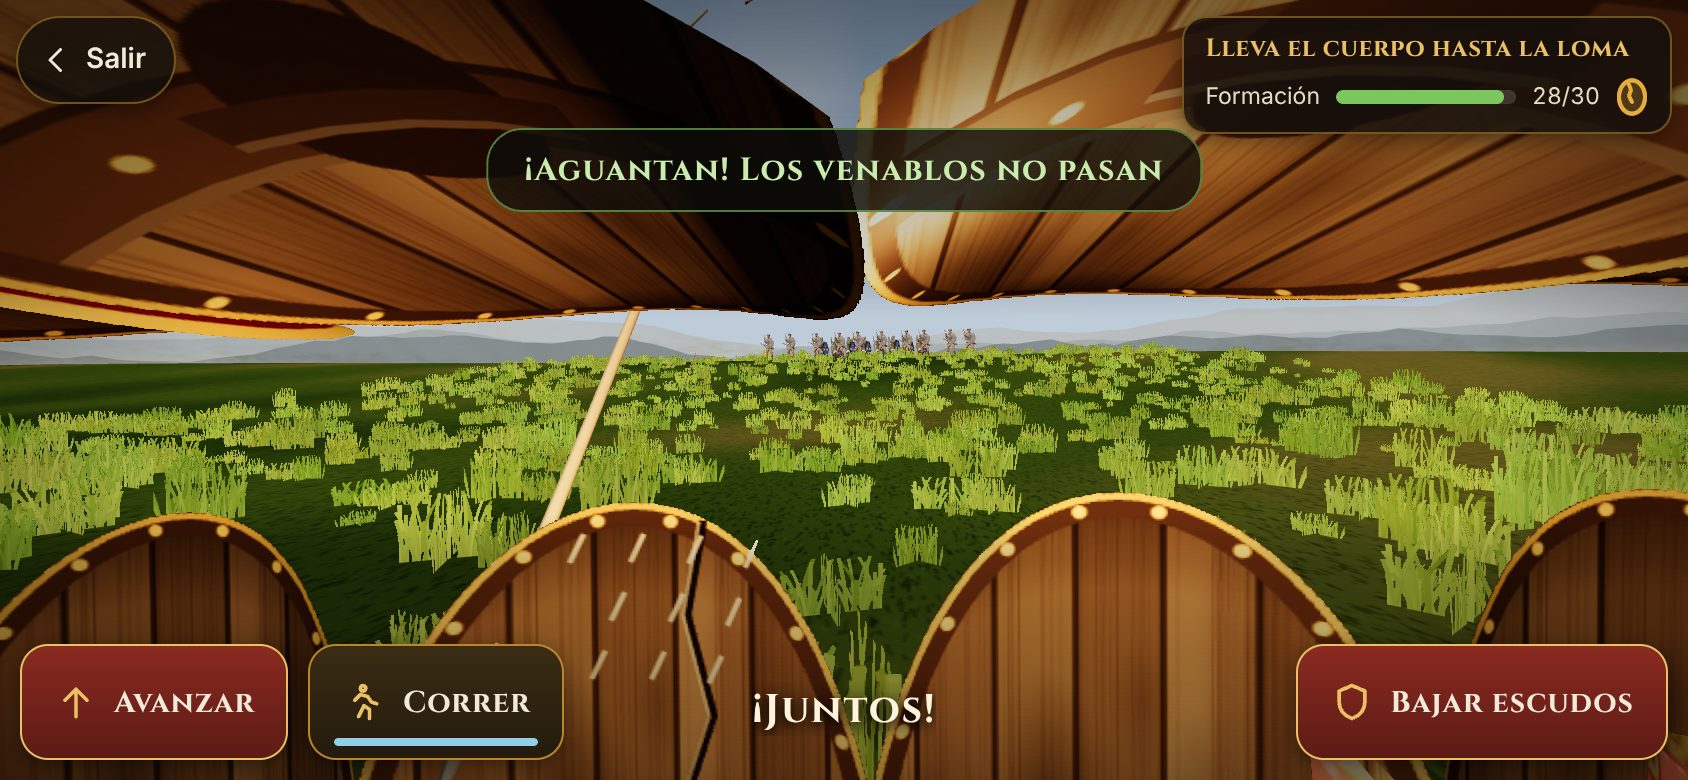 Salir
LLEVA EL CUERPO HASTA LA LOMA
Formación 28/30
¡AGUANTAN! LOS VENABLOS NO PASAN
AVANZAR
CORRER
¡JUNTOS!
BAJAR ESCUDOS